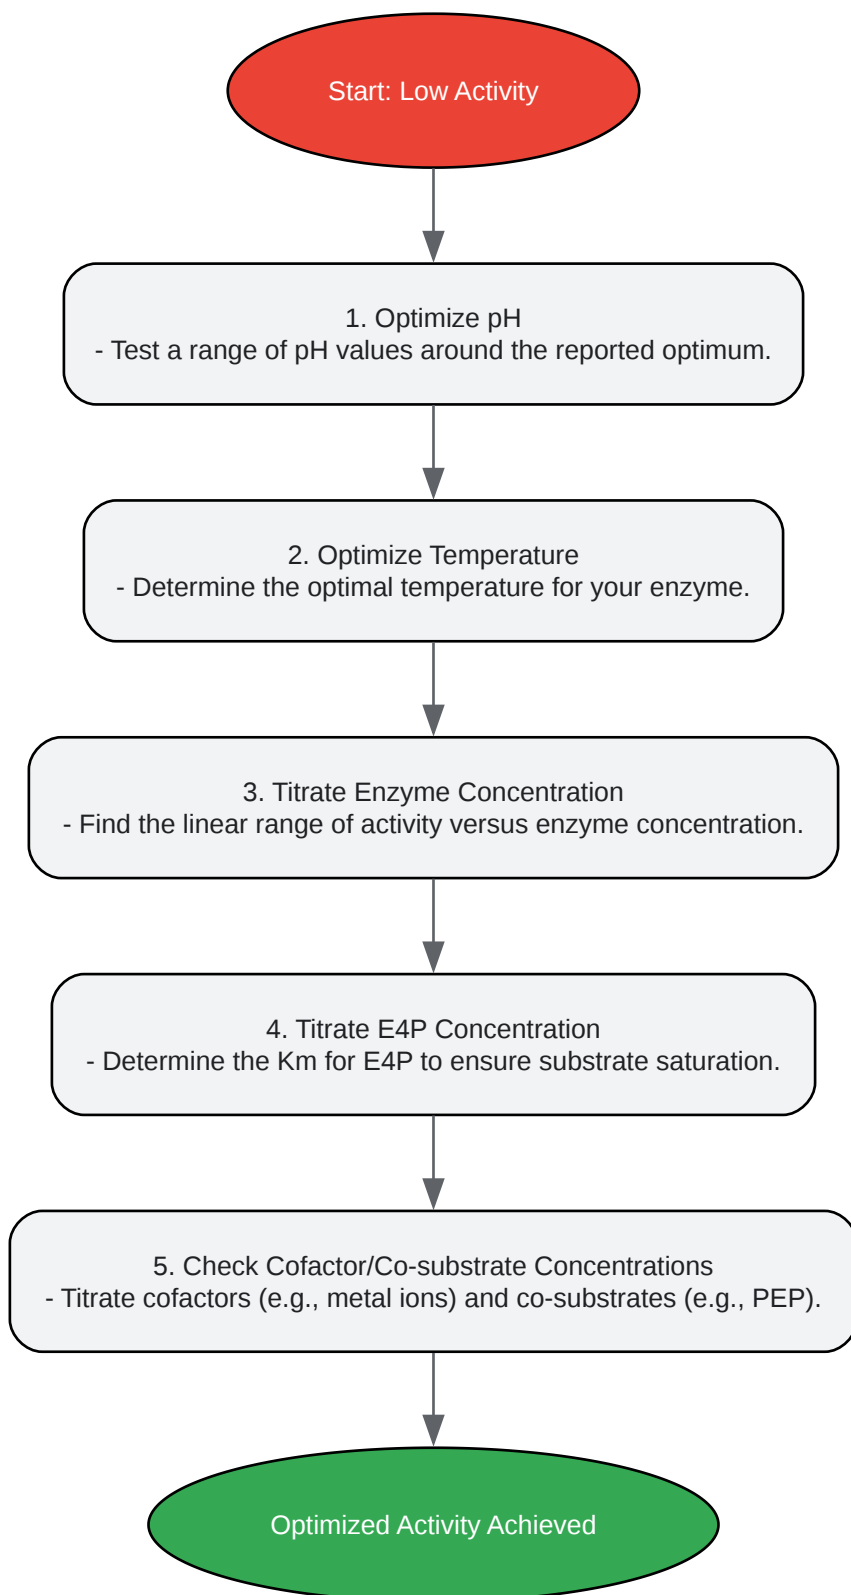 Start: Low Activity
1. Optimize pH
- Test a range of pH values around the reported optimum.
2. Optimize Temperature
- Determine the optimal temperature for your enzyme.
3. Titrate Enzyme Concentration
- Find the linear range of activity versus enzyme concentration.
4. Titrate E4P Concentration
- Determine the Km for E4P to ensure substrate saturation.
5. Check Cofactor/Co-substrate Concentrations
- Titrate cofactors (e.g., metal ions) and co-substrates (e.g., PEP).
Optimized Activity Achieved